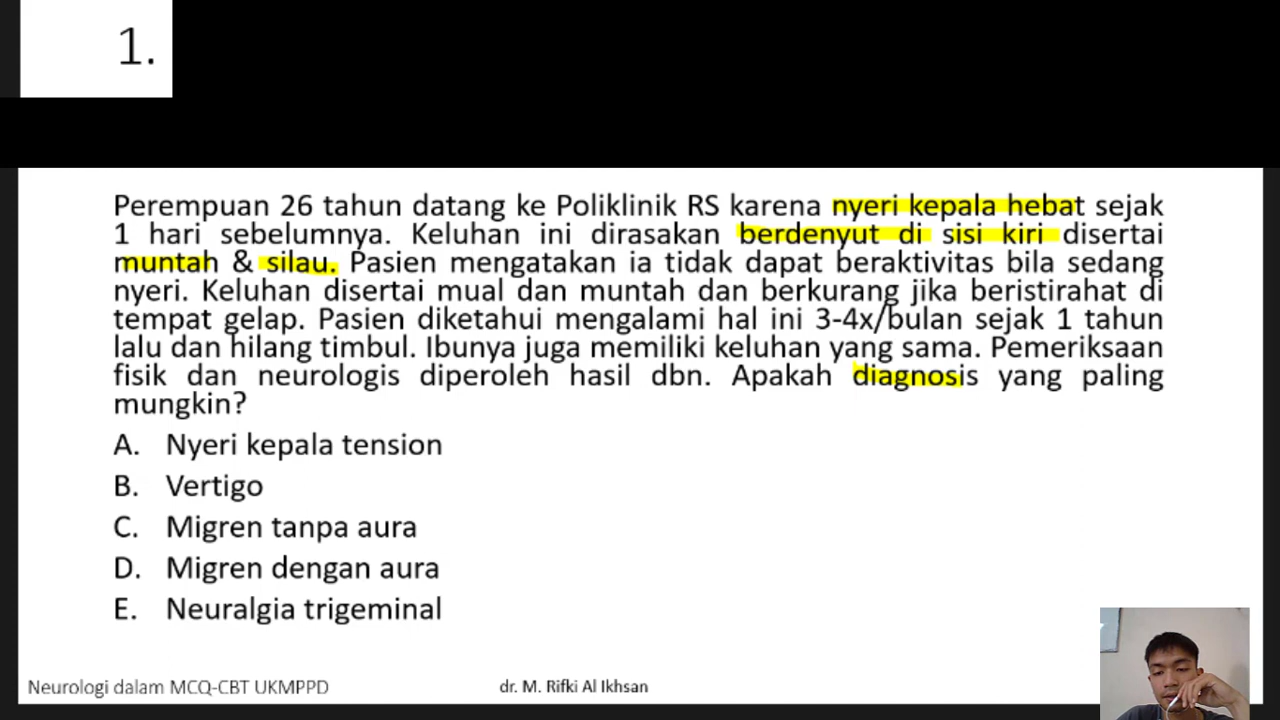 1.
Perempuan 26 tahun datang ke Poliklinik RS karena nyeri kepala hebat sejak
1 hari sebelumnya. Keluhan ini dirasakan berdenyut di sisi kiri disertai
muntah & silau. Pasien mengatakan ia tidak dapat beraktivitas bila sedang
nyeri. Keluhan disertai mual dan muntah dan berkurang jika beristirahat di
tempat gelap. Pasien diketahui mengalami hal ini 3-4x/bulan sejak 1 tahun
lalu dan hilang timbul. Ibunya juga memiliki keluhan yang sama. Pemeriksaan
fisik dan neurologis diperoleh hasil dbn. Apakah diagnosis yang paling
mungkin?
A. Nyeri kepala tension
B. Vertigo
C. Migren tanpa aura
D. Migren dengan aura
E. Neuralgia trigeminal
Neurologi dalam MCQ-CBT UKMPPD
dr. M. Rifki Al Ikhsan